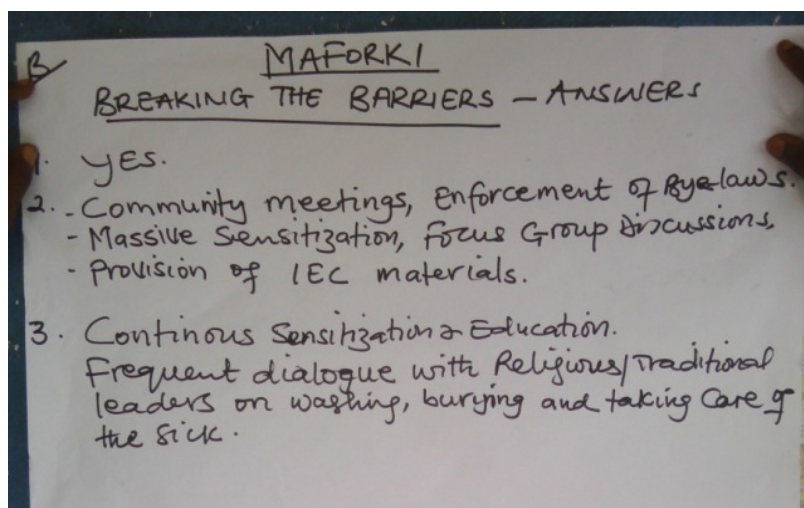 B
MAFORKI
BREAKING THE BARRIERS – ANSWERS
1. YES.
2. - Community meetings, Enforcement of Bye-laws.
- Massive Sensitization, Focus Group Discussions,
- Provision of IEC materials.
3. Continous Sensitization & Education.
Frequent dialogue with Religious/Traditional
leaders on washing, burying and taking Care of
the Sick.